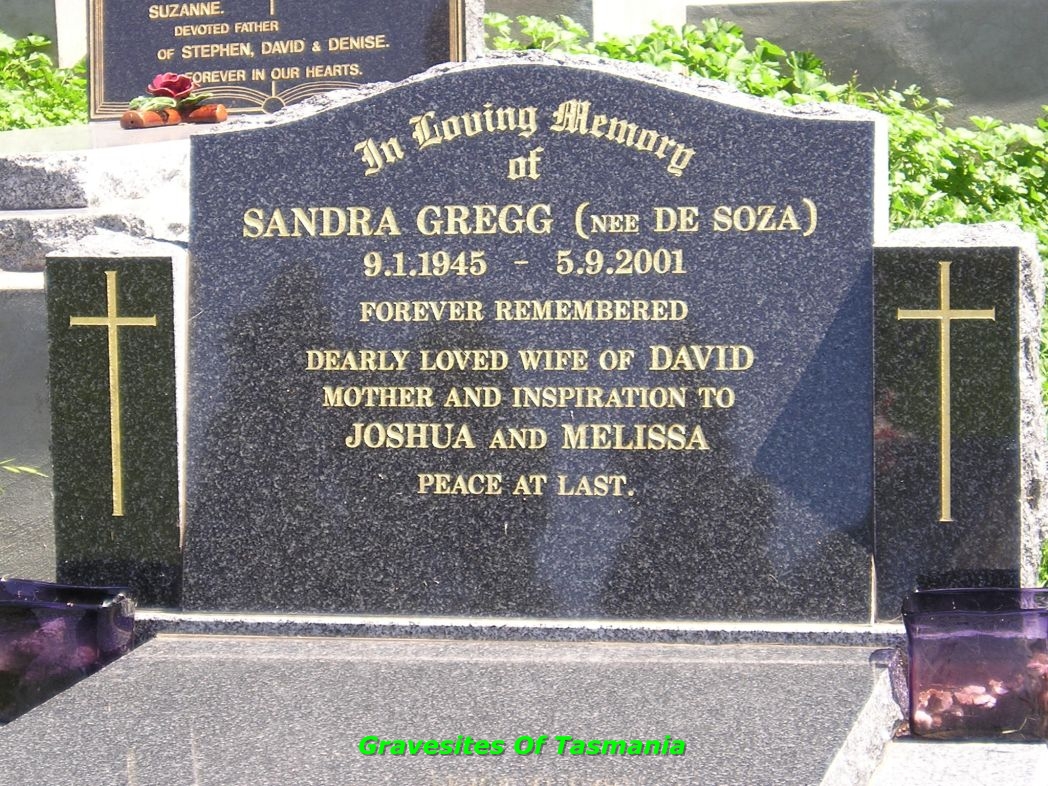 SUZANNE.
DEVOTED FATHER
OF STEPHEN, DAVID & DENISE.
FOREVER IN OUR HEARTS.
In Loving Memory
of
SANDRA GREGG (NEE DE SOZA)
9.1.1945 - 5.9.2001
FOREVER REMEMBERED
DEARLY LOVED WIFE OF DAVID
MOTHER AND INSPIRATION TO
JOSHUA AND MELISSA
PEACE AT LAST.
Gravesites Of Tasmania